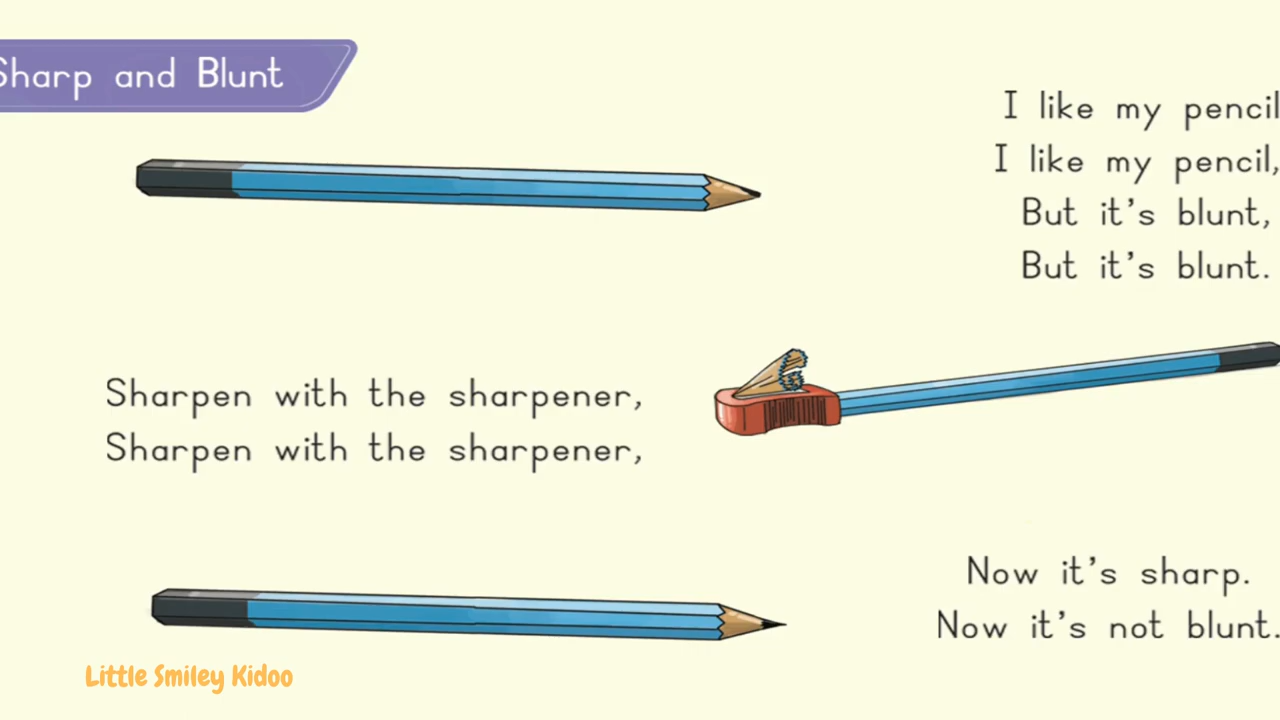 Sharp and Blunt
I like my pencil
I like my pencil,
But it's blunt,
But it's blunt.
Sharpen with the sharpener,
Sharpen with the sharpener,
Now it's sharp.
Now it's not blunt.
Little Smiley Kidoo